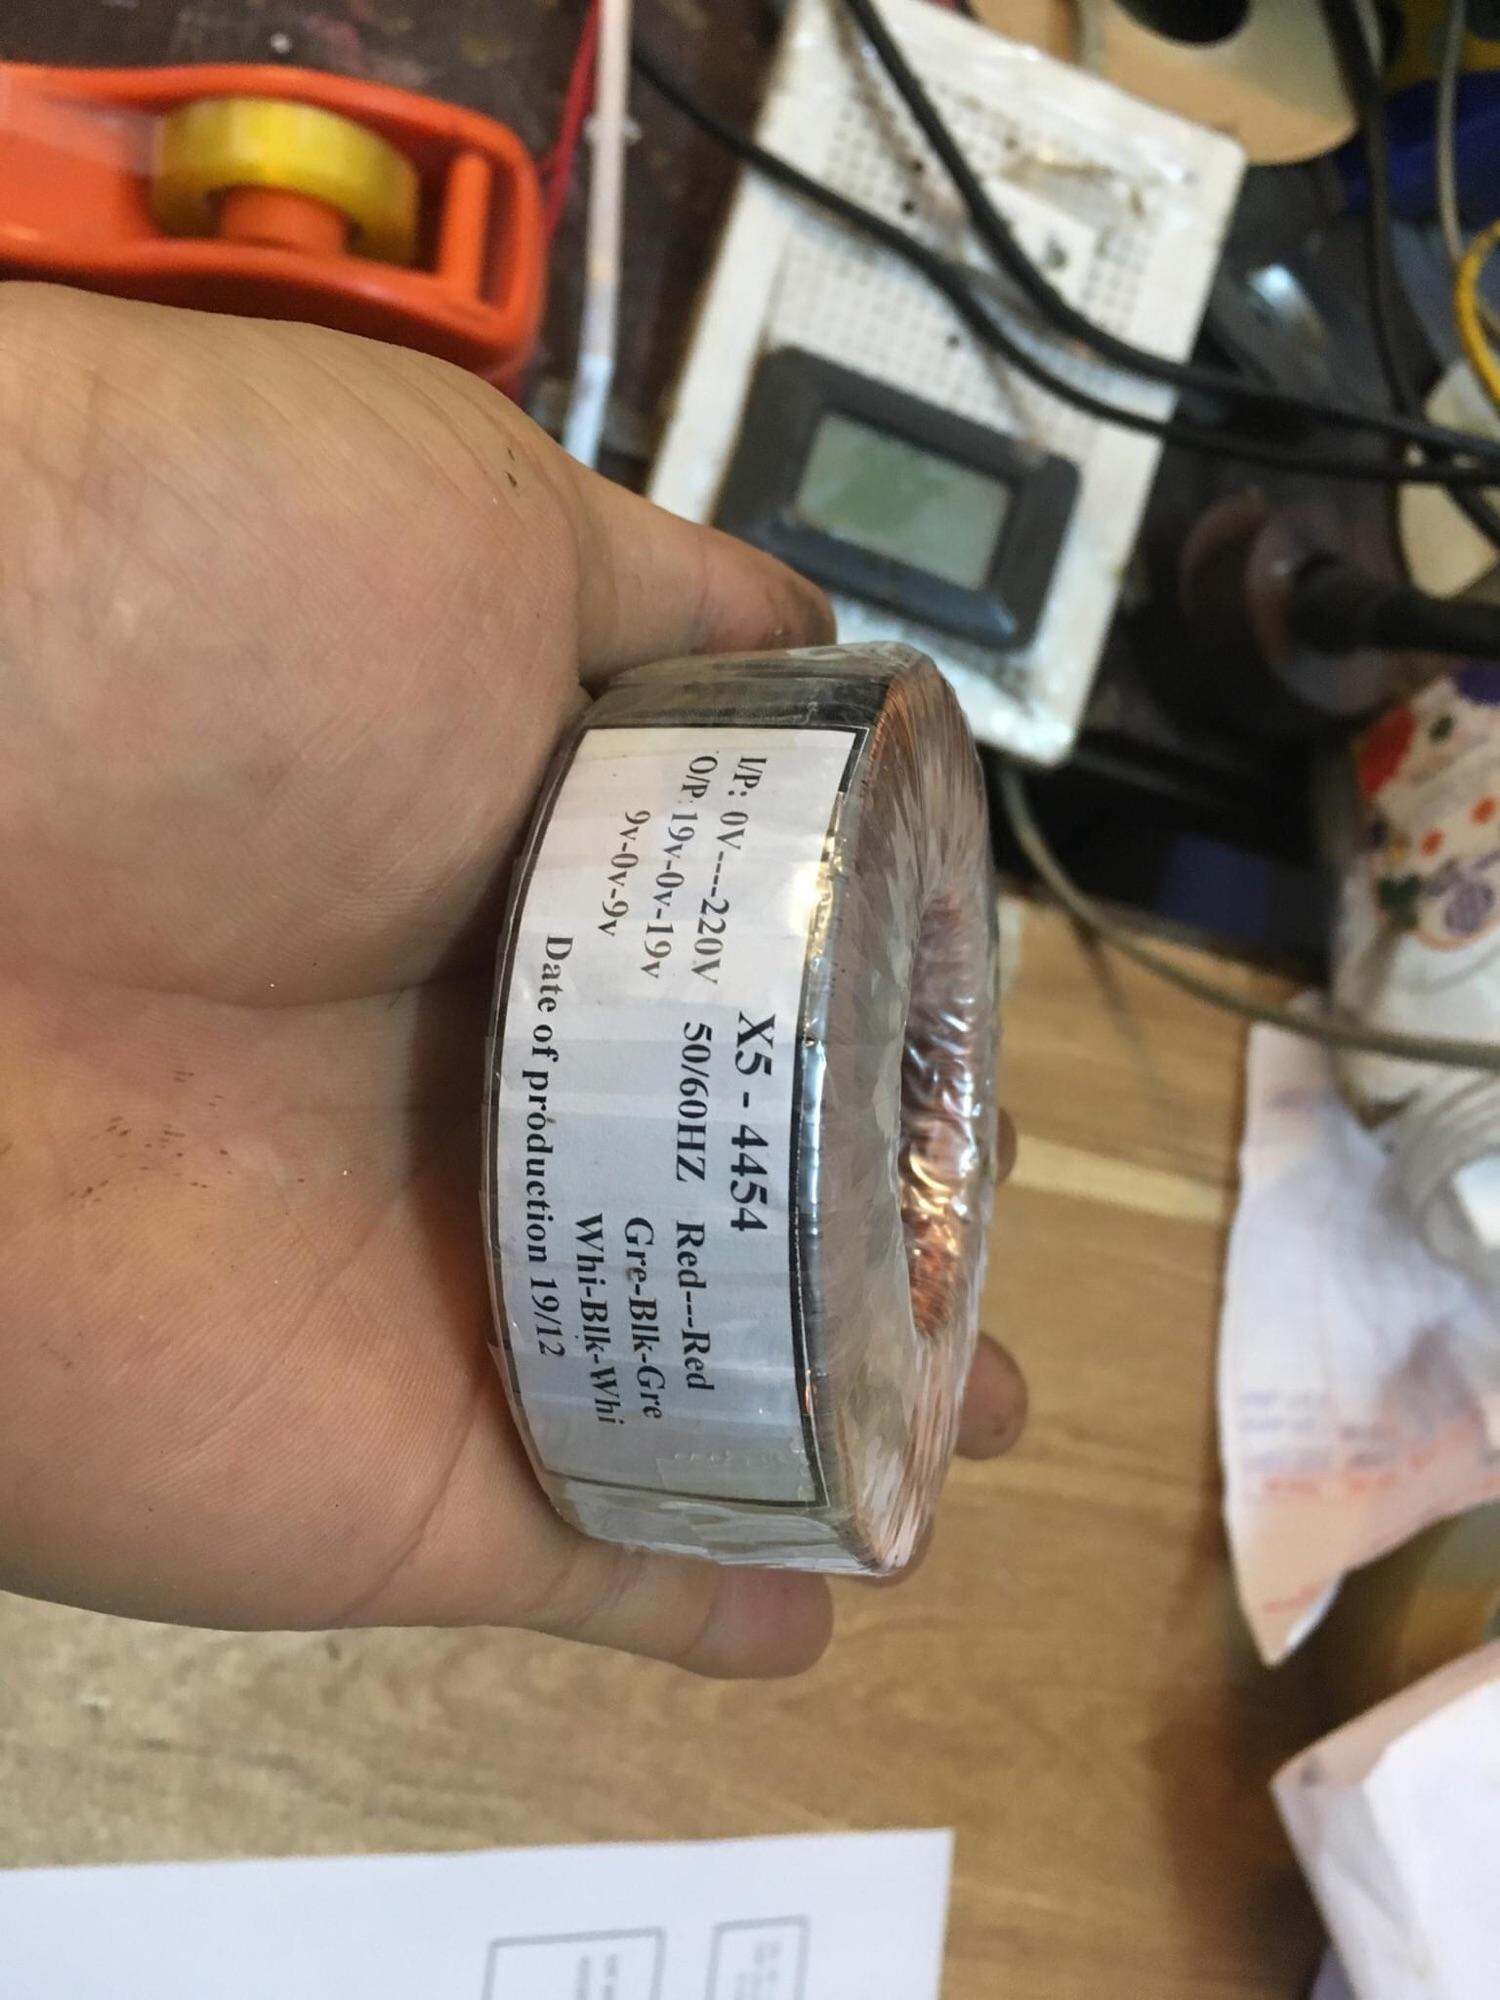 X5 - 4454
I/P: 0V----220V 50/60HZ Red---Red
O/P: 19v-0v-19v Gre-Blk-Gre
9v-0v-9v Whi-Blk-Whi
Date of production 19/12